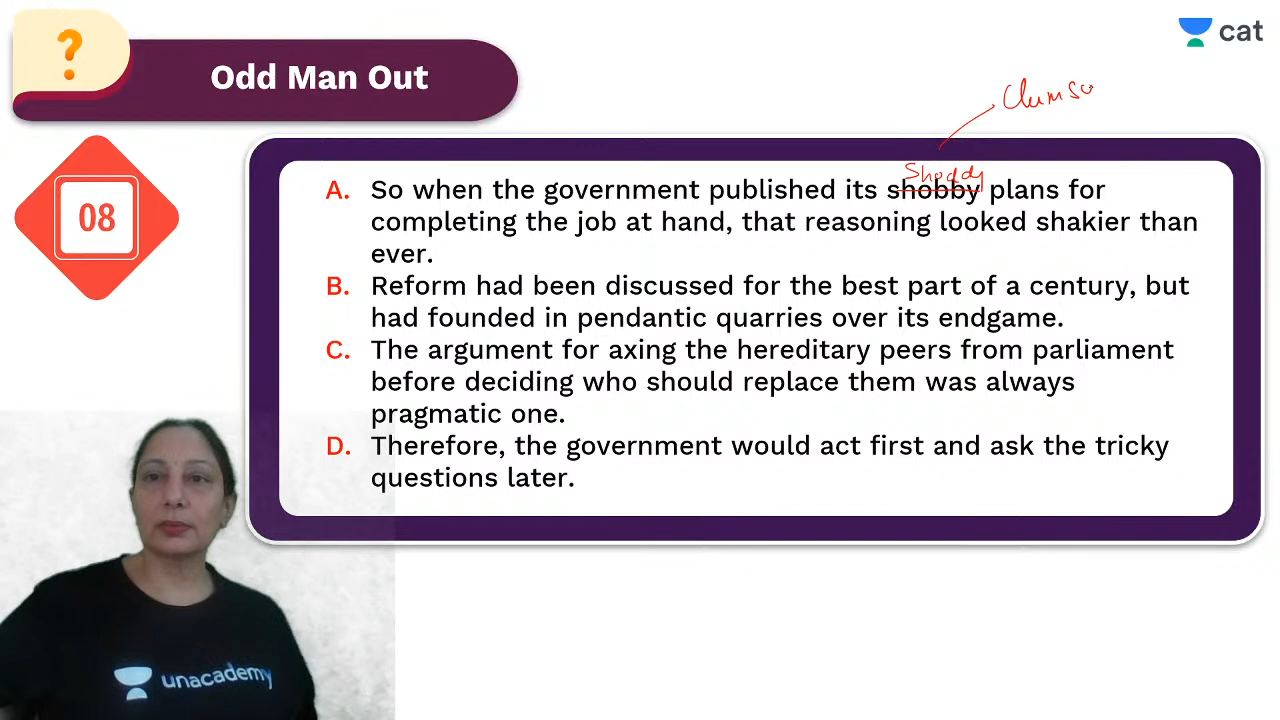 ?
Odd Man Out
cat
Clumsy
Shoddy
08
A. So when the government published its shobby plans for
completing the job at hand, that reasoning looked shakier than
ever.
B. Reform had been discussed for the best part of a century, but
had founded in pendantic quarries over its endgame.
C. The argument for axing the hereditary peers from parliament
before deciding who should replace them was always
pragmatic one.
D. Therefore, the government would act first and ask the tricky
questions later.
unacademy